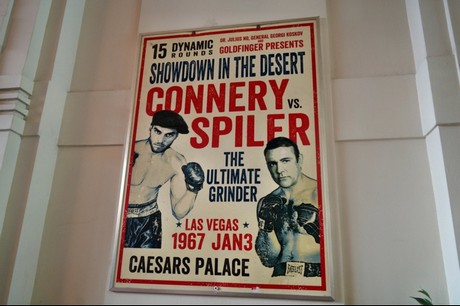 15 DYNAMIC ROUNDS
DR. JULIUS NO, GENERAL GEORGI KOSKOV
AND
GOLDFINGER PRESENTS
SHOWDOWN IN THE DESERT
CONNERY VS.
SPILER
THE
ULTIMATE
GRINDER
LAS VEGAS
1967 JAN3
CAESARS PALACE